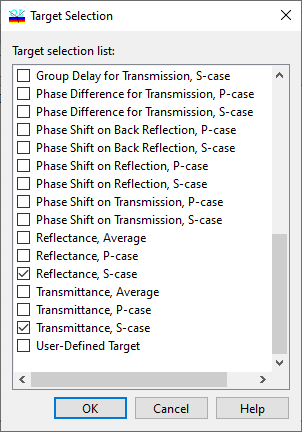 Target Selection
Target selection list:
Group Delay for Transmission, S-case
Phase Difference for Transmission, P-case
Phase Difference for Transmission, S-case
Phase Shift on Back Reflection, P-case
Phase Shift on Back Reflection, S-case
Phase Shift on Reflection, P-case
Phase Shift on Reflection, S-case
Phase Shift on Transmission, P-case
Phase Shift on Transmission, S-case
Reflectance, Average
Reflectance, P-case
Reflectance, S-case
Transmittance, Average
Transmittance, P-case
Transmittance, S-case
User-Defined Target
OK Cancel Help